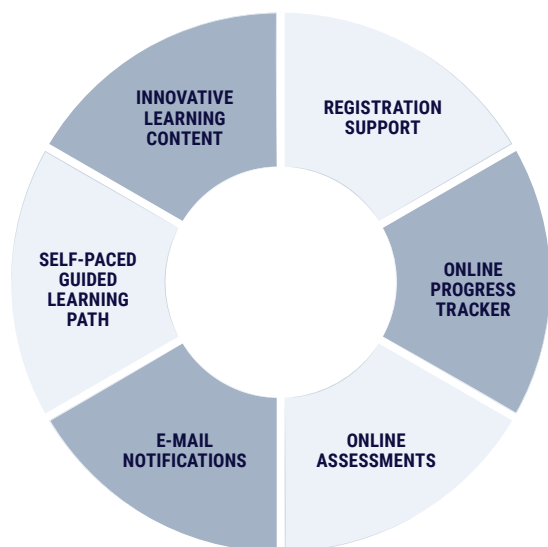 INNOVATIVE
LEARNING
CONTENT
REGISTRATION
SUPPORT
SELF-PACED
GUIDED
LEARNING
PATH
ONLINE
PROGRESS
TRACKER
E-MAIL
NOTIFICATIONS
ONLINE
ASSESSMENTS